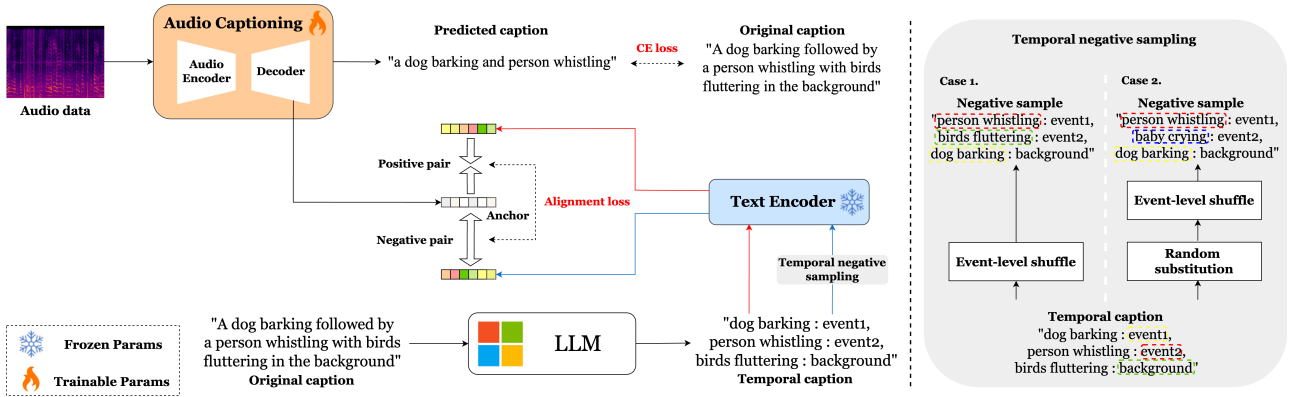 Audio Captioning
Audio
Encoder
Decoder
Audio data
Predicted caption
"a dog barking and person whistling"
CE loss
Original caption
"A dog barking followed by
a person whistling with birds
fluttering in the background"
Positive pair
Anchor
Negative pair
Alignment loss
Text Encoder
Temporal negative
sampling
Frozen Params
Trainable Params
"A dog barking followed by
a person whistling with birds
fluttering in the background"
Original caption
LLM
"dog barking : event1,
person whistling : event2,
birds fluttering : background"
Temporal caption
Temporal negative sampling
Case 1.
Negative sample
"person whistling : event1,
birds fluttering : event2,
dog barking : background"
Event-level shuffle
Case 2.
Negative sample
"person whistling : event1,
baby crying : event2,
dog barking : background"
Event-level shuffle
Random
substitution
Temporal caption
"dog barking : event1,
person whistling : event2,
birds fluttering : background"